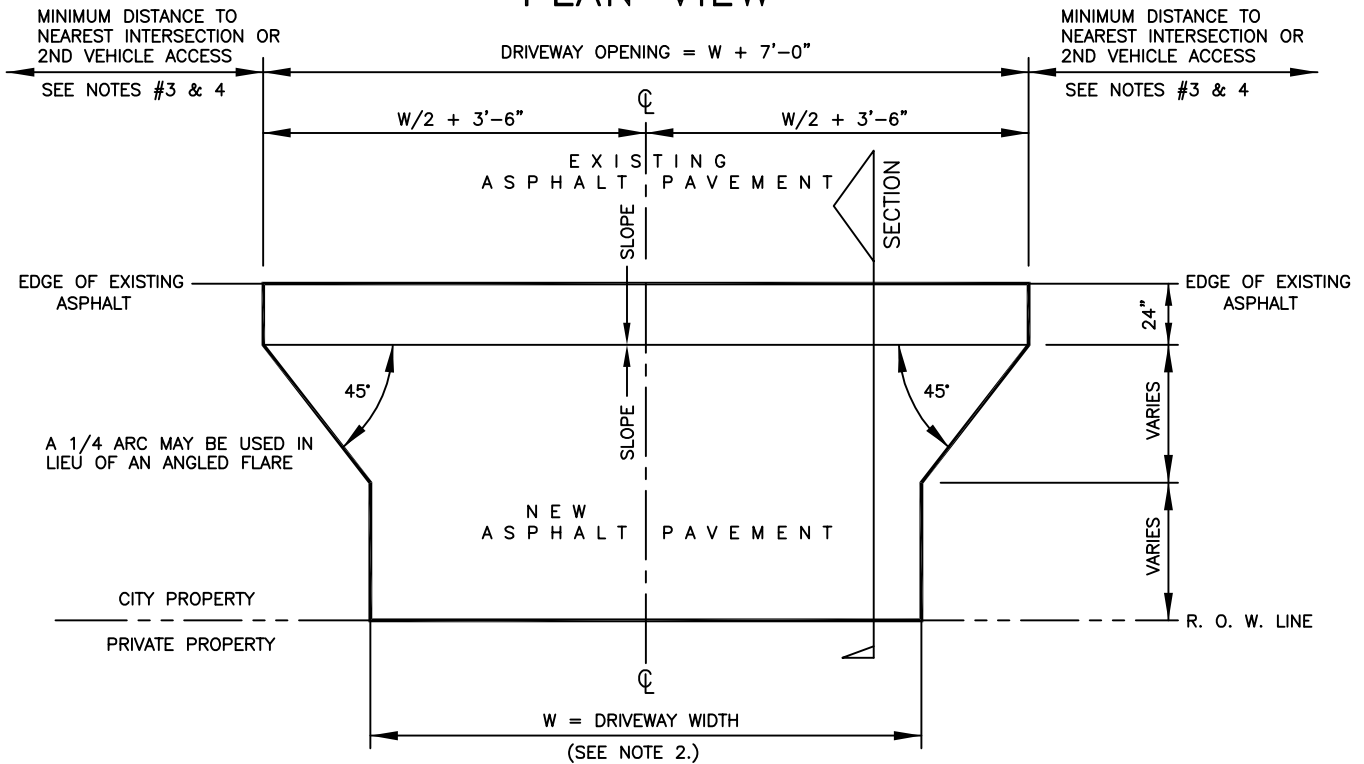 PLAN VIEW
MINIMUM DISTANCE TO
NEAREST INTERSECTION OR
2ND VEHICLE ACCESS
SEE NOTES #3 & 4
DRIVEWAY OPENING = W + 7'-0"
MINIMUM DISTANCE TO
NEAREST INTERSECTION OR
2ND VEHICLE ACCESS
SEE NOTES #3 & 4
℄
W/2 + 3'-6"
W/2 + 3'-6"
EXISTING
ASPHALT PAVEMENT
SECTION
SLOPE
EDGE OF EXISTING
ASPHALT
EDGE OF EXISTING
ASPHALT
24"
45°
45°
SLOPE
VARIES
A 1/4 ARC MAY BE USED IN
LIEU OF AN ANGLED FLARE
NEW
ASPHALT PAVEMENT
VARIES
CITY PROPERTY
R. O. W. LINE
PRIVATE PROPERTY
℄
W = DRIVEWAY WIDTH
(SEE NOTE 2.)